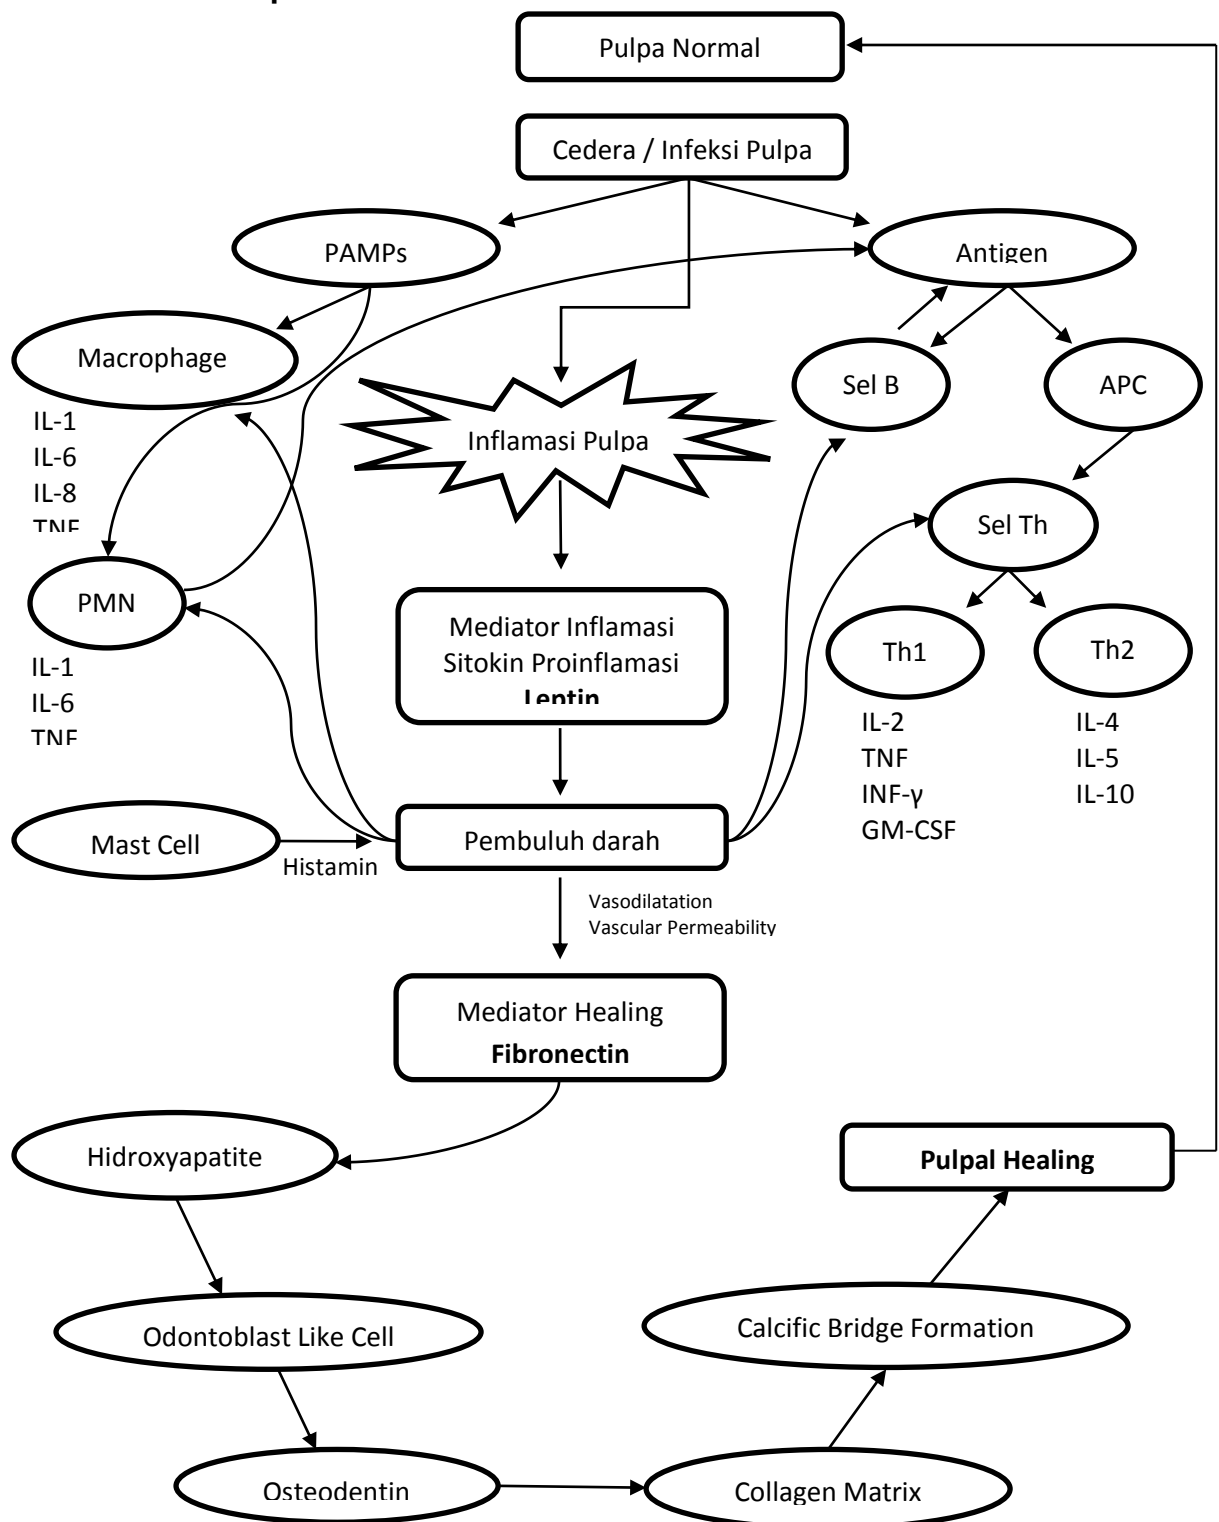 Pulpa Normal
Cedera / Infeksi Pulpa
PAMPs
Antigen
Macrophage
Sel B
APC
IL-1
IL-6
IL-8
TNF
Inflamasi Pulpa
Sel Th
PMN
IL-1
IL-6
TNF
Mediator Inflamasi
Sitokin Proinflamasi
Leptin
Th1
Th2
IL-2
TNF
INF-γ
GM-CSF
IL-4
IL-5
IL-10
Mast Cell
Histamin
Pembuluh darah
Vasodilatation
Vascular Permeability
Mediator Healing
Fibronectin
Hidroxyapatite
Pulpal Healing
Odontoblast Like Cell
Calcific Bridge Formation
Osteodentin
Collagen Matrix